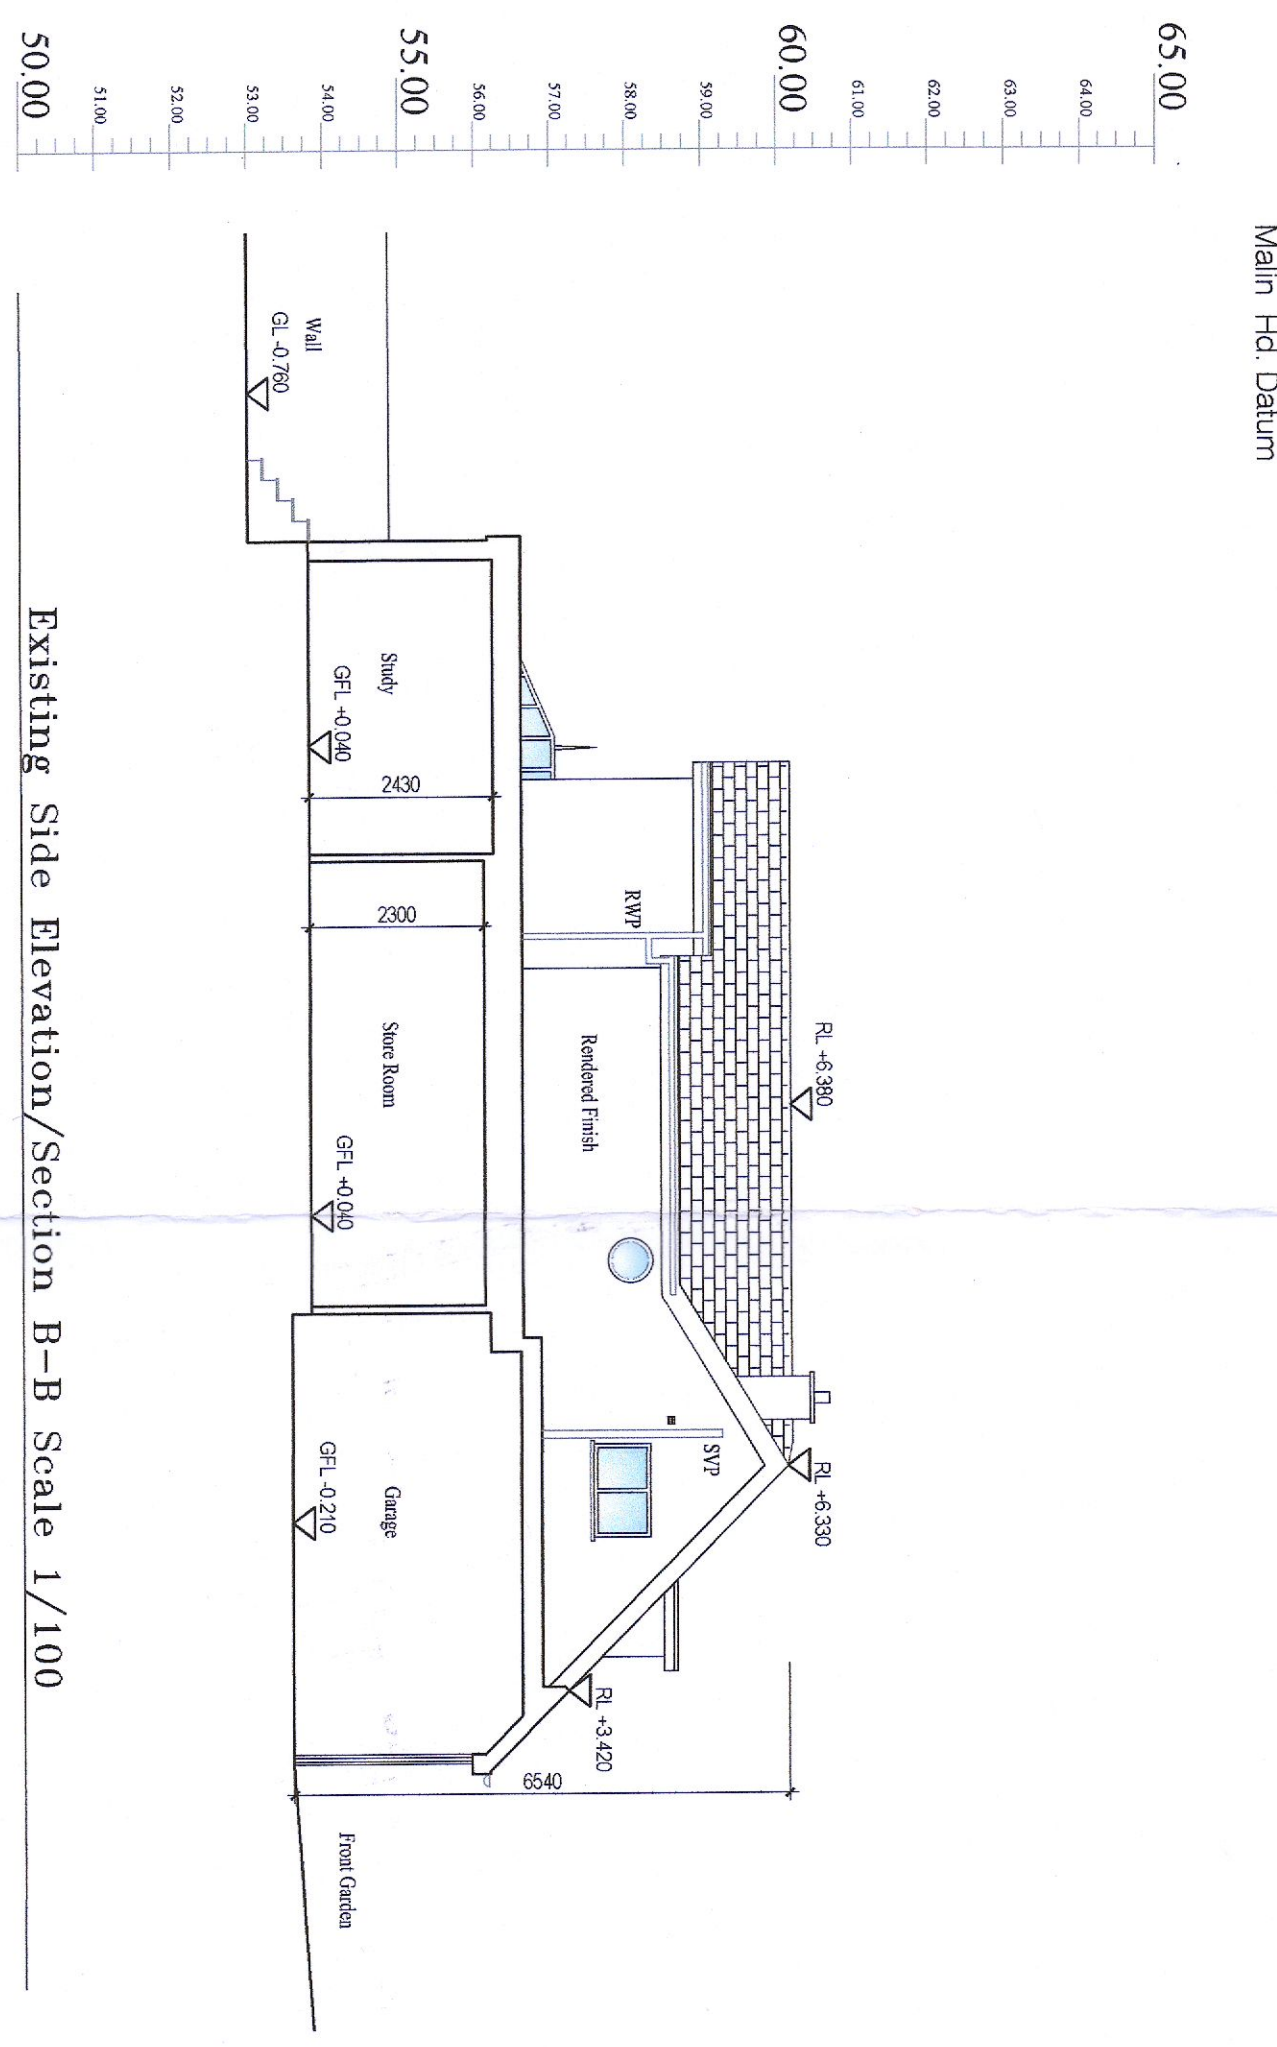 Malin Hd. Datum
65.00
64.00
63.00
62.00
61.00
60.00
59.00
58.00
57.00
56.00
55.00
54.00
53.00
52.00
51.00
50.00
RL +6.380
RL +6.330
SVP
RWP
Rendered Finish
RL +3.420
6540
Wall
GL -0.760
Study
GFL +0.040
2430
2300
Store Room
GFL +0.040
Garage
GFL -0.210
Front Garden
Existing Side Elevation/Section B-B Scale 1/100